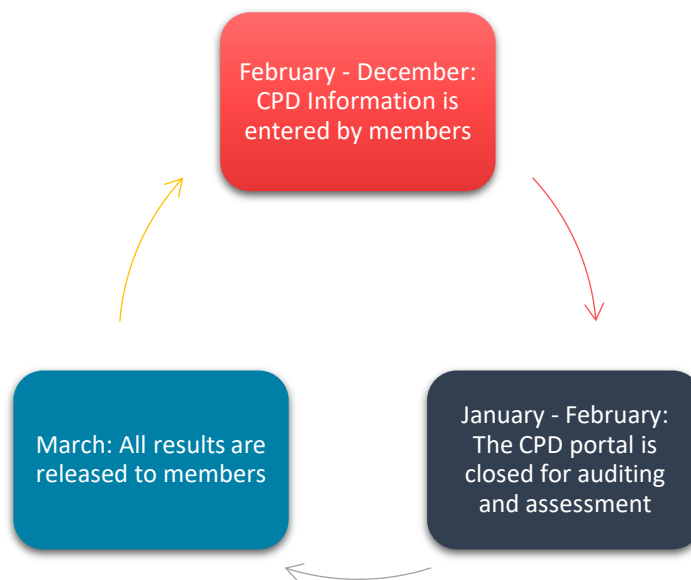 February - December:
CPD Information is
entered by members
March: All results are
released to members
January - February:
The CPD portal is
closed for auditing
and assessment